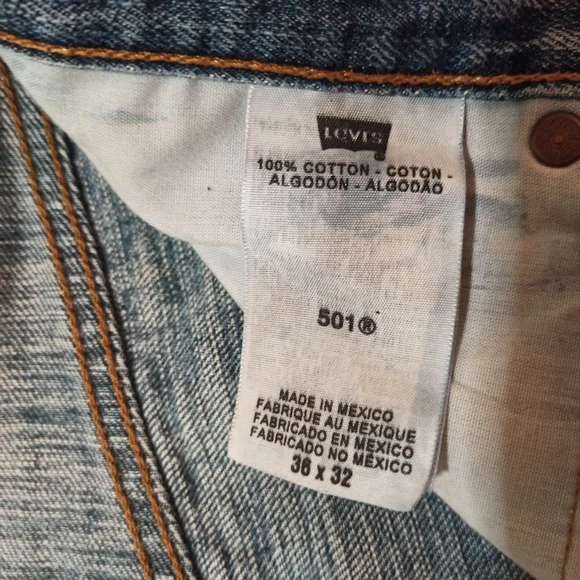 Levi's
100% COTTON - COTON -
ALGODÓN - ALGODÃO
501®
MADE IN MEXICO
FABRIQUE AU MEXIQUE
FABRICADO EN MEXICO
FABRICADO NO MÉXICO
36 x 32